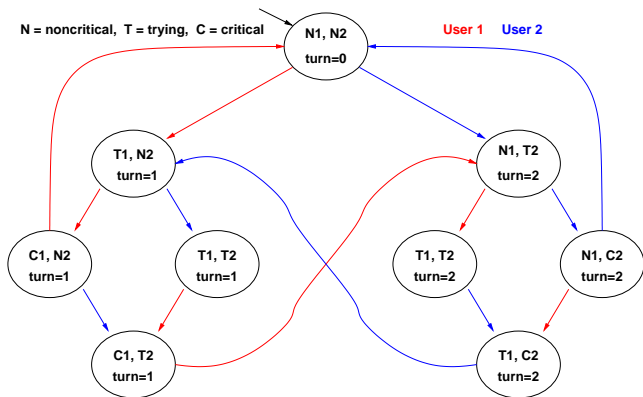 N = noncritical, T = trying, C = critical
User 1 User 2
N1, N2
turn=0
T1, N2
turn=1
N1, T2
turn=2
C1, N2
turn=1
T1, T2
turn=1
T1, T2
turn=2
N1, C2
turn=2
C1, T2
turn=1
T1, C2
turn=2